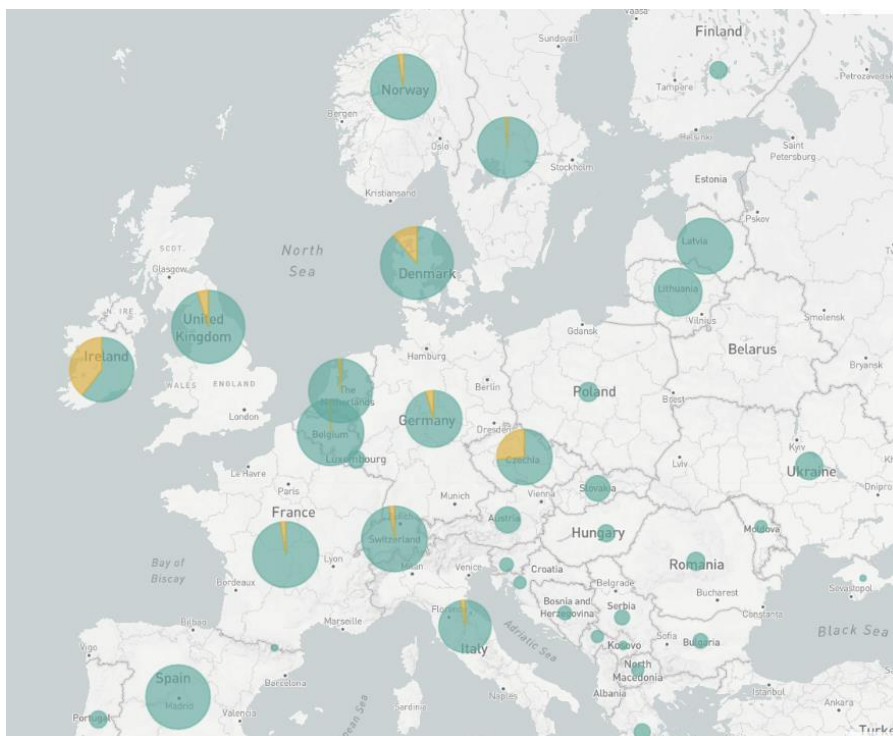 Vaasa
Finland
Sundsvall
Petrozavodsk
Tampere
Norway
Bergen
Helsinki
Saint
Petersburg
Oslo
Stockholm
Estonia
Kristiansand
Pskov
SCOT.
North
Sea
Latvia
Glasgow
Denmark
Lithuania
N. IRE.
United
Kingdom
Vilnius
Smolensk
Gdansk
Ireland
Hamburg
Belarus
Bryansk
WALES
ENGLAND
The
Netherlands
Berlin
Poland
Brest
London
Germany
Belgium
Dresden
Kyiv
Luxembourg
Czechia
Lviv
Ukraine
Le Havre
Dnipro
Paris
Slovakia
Munich
Vienna
France
Austria
Moldova
Switzerland
Hungary
Lyon
Milan
Venice
Croatia
Romania
Bay of
Biscay
Bordeaux
Belgrade
Sevastopol
Bosnia and
Herzegovina
Bucharest
Florence
Serbia
Constanta
Marseille
Bilbao
Adriatic Sea
Italy
Kosovo
Sofia
Bulgaria
Black Sea
Vigo
North
Macedonia
Spain
Barcelona
Istanbul
Madrid
Naples
Albania
Ankara
Portugal
Valencia
Sardinia